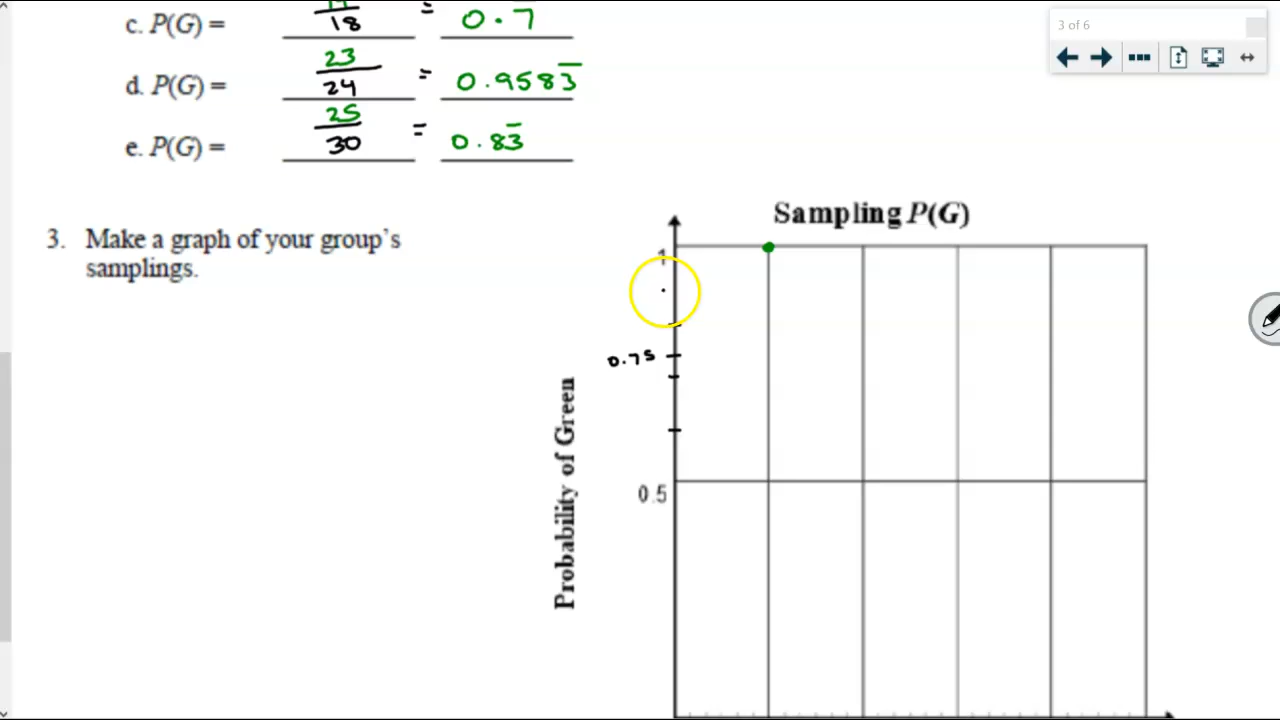 c. P(G) = /18 = 0.7
23
d. P(G) = 24 = 0.9583̅
25
e. P(G) = 30 = 0.83̅
3 of 6
Sampling P(G)
3. Make a graph of your group's
samplings.
1
0.75
0.5
Probability of Green